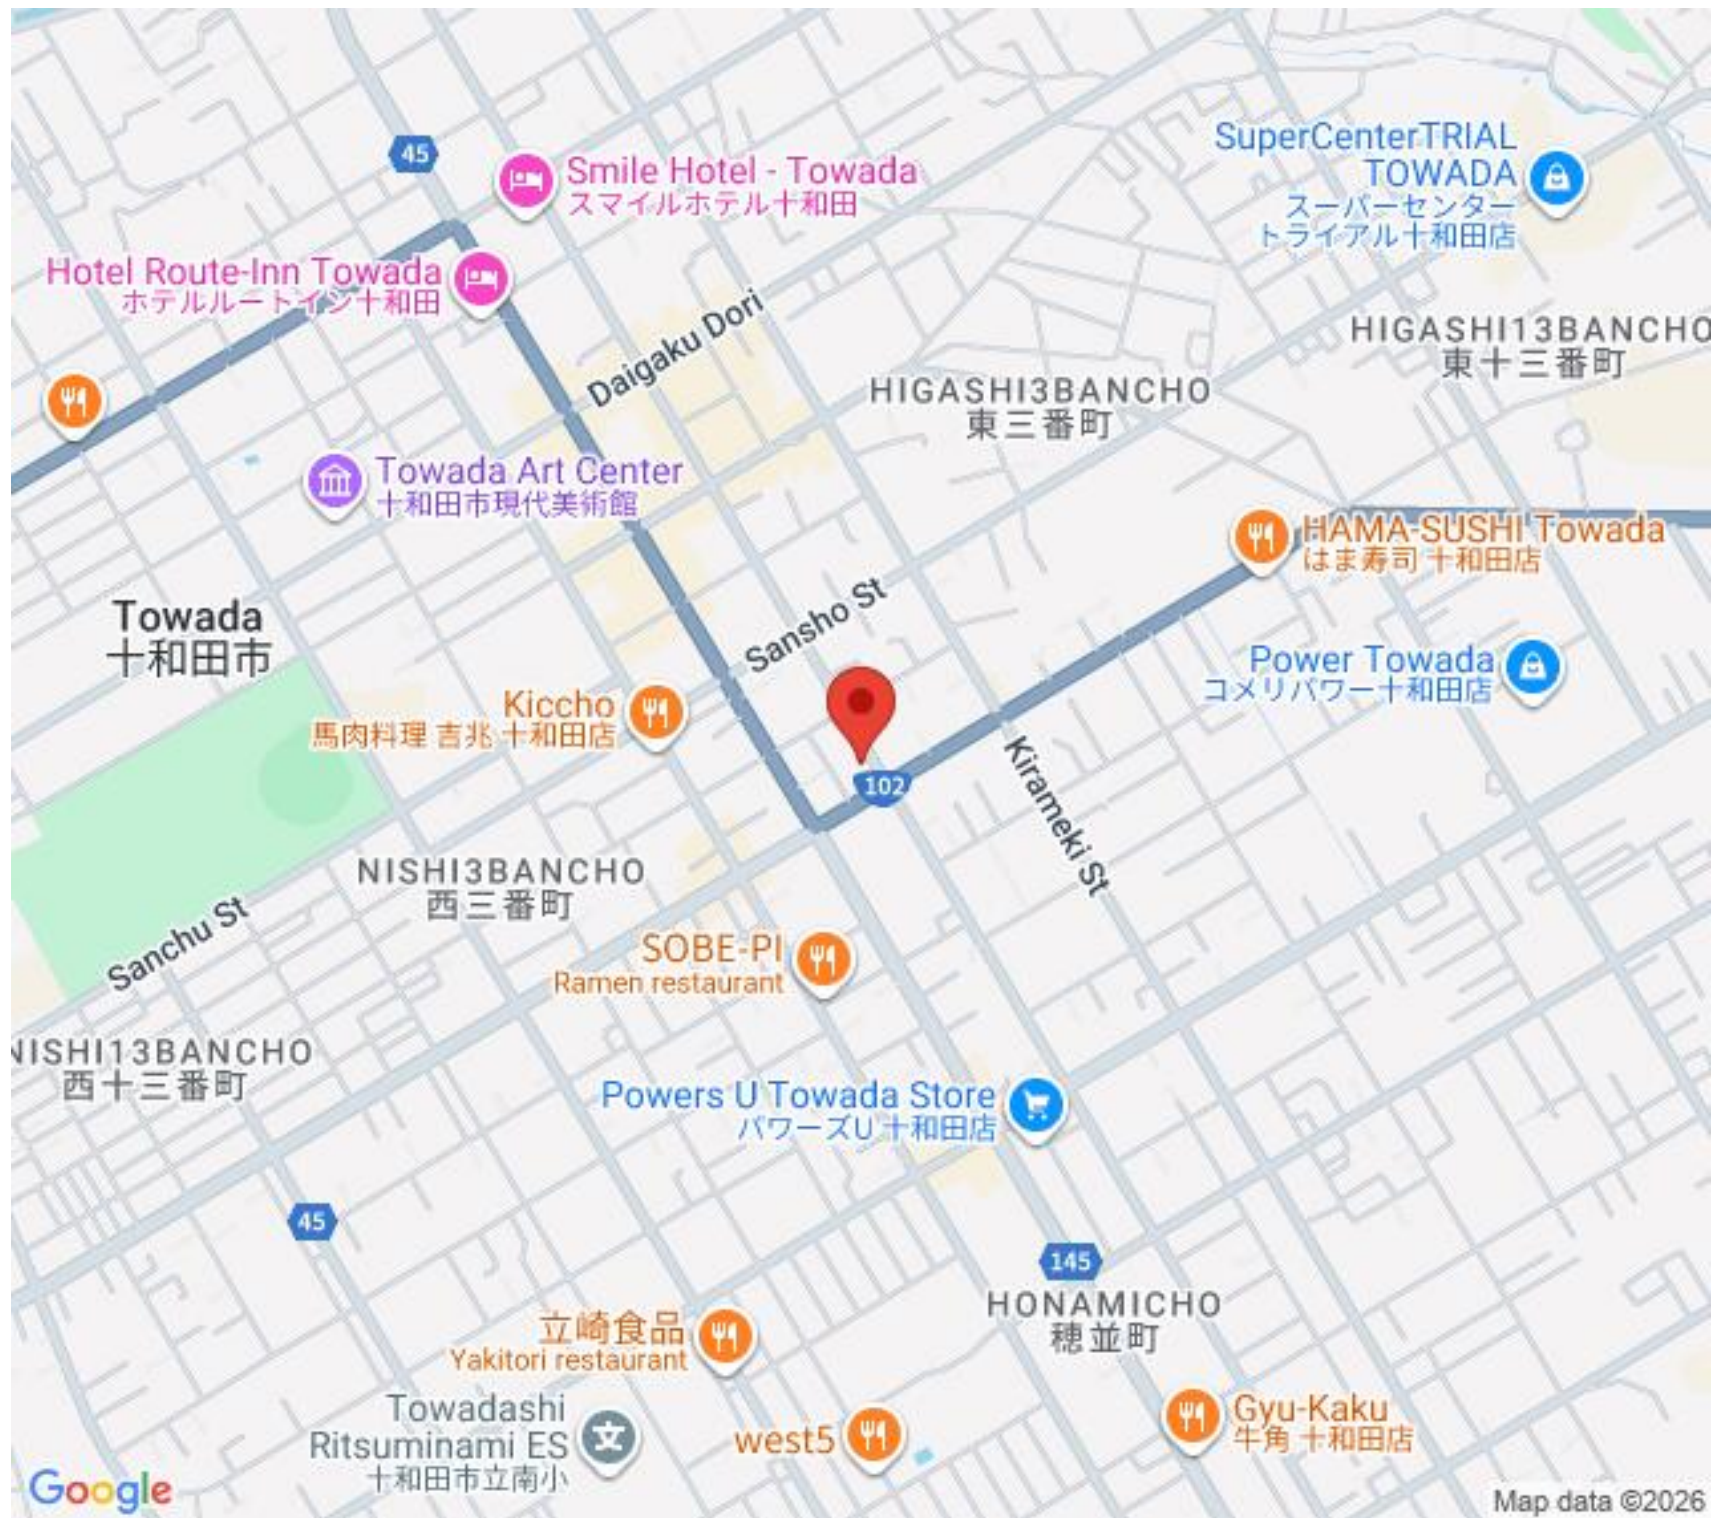 45
Smile Hotel - Towada
スマイルホテル十和田
SuperCenterTRIAL
TOWADA
スーパーセンター
トライアル十和田店
Hotel Route-Inn Towada
ホテルルートイン十和田
Daigaku Dori
HIGASHI13BANCHO
東十三番町
HIGASHI3BANCHO
東三番町
Towada Art Center
十和田市現代美術館
HAMA-SUSHI Towada
はま寿司 十和田店
Towada
十和田市
Sansho St
Power Towada
コメリパワー十和田店
Kiccho
馬肉料理 吉兆 十和田店
102
Kirameki St
NISHI3BANCHO
西三番町
Sanchu St
SOBE-PI
Ramen restaurant
NISHI13BANCHO
西十三番町
Powers U Towada Store
パワーズU 十和田店
45
145
HONAMICHO
穂並町
立崎食品
Yakitori restaurant
Towadashi
Ritsuminami ES
十和田市立南小
west5
Gyu-Kaku
牛角 十和田店
Google
Map data ©2026